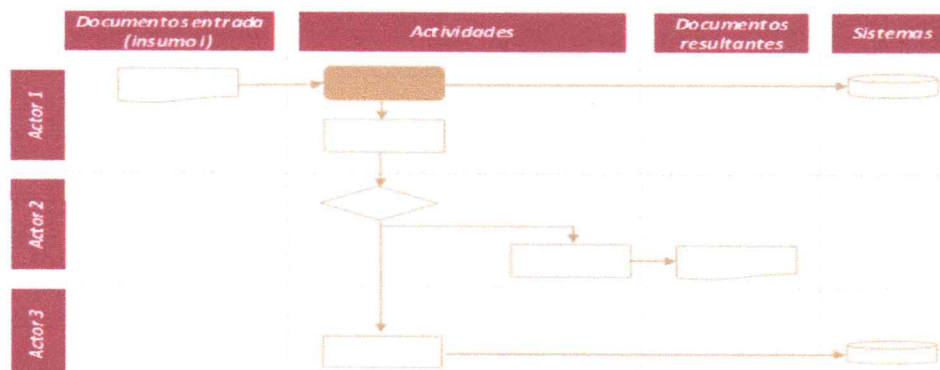 Documentos entrada
(insumo I)
Actividades
Documentos
resultantes
Sistemas
Actor 1
Actor 2
Actor 3